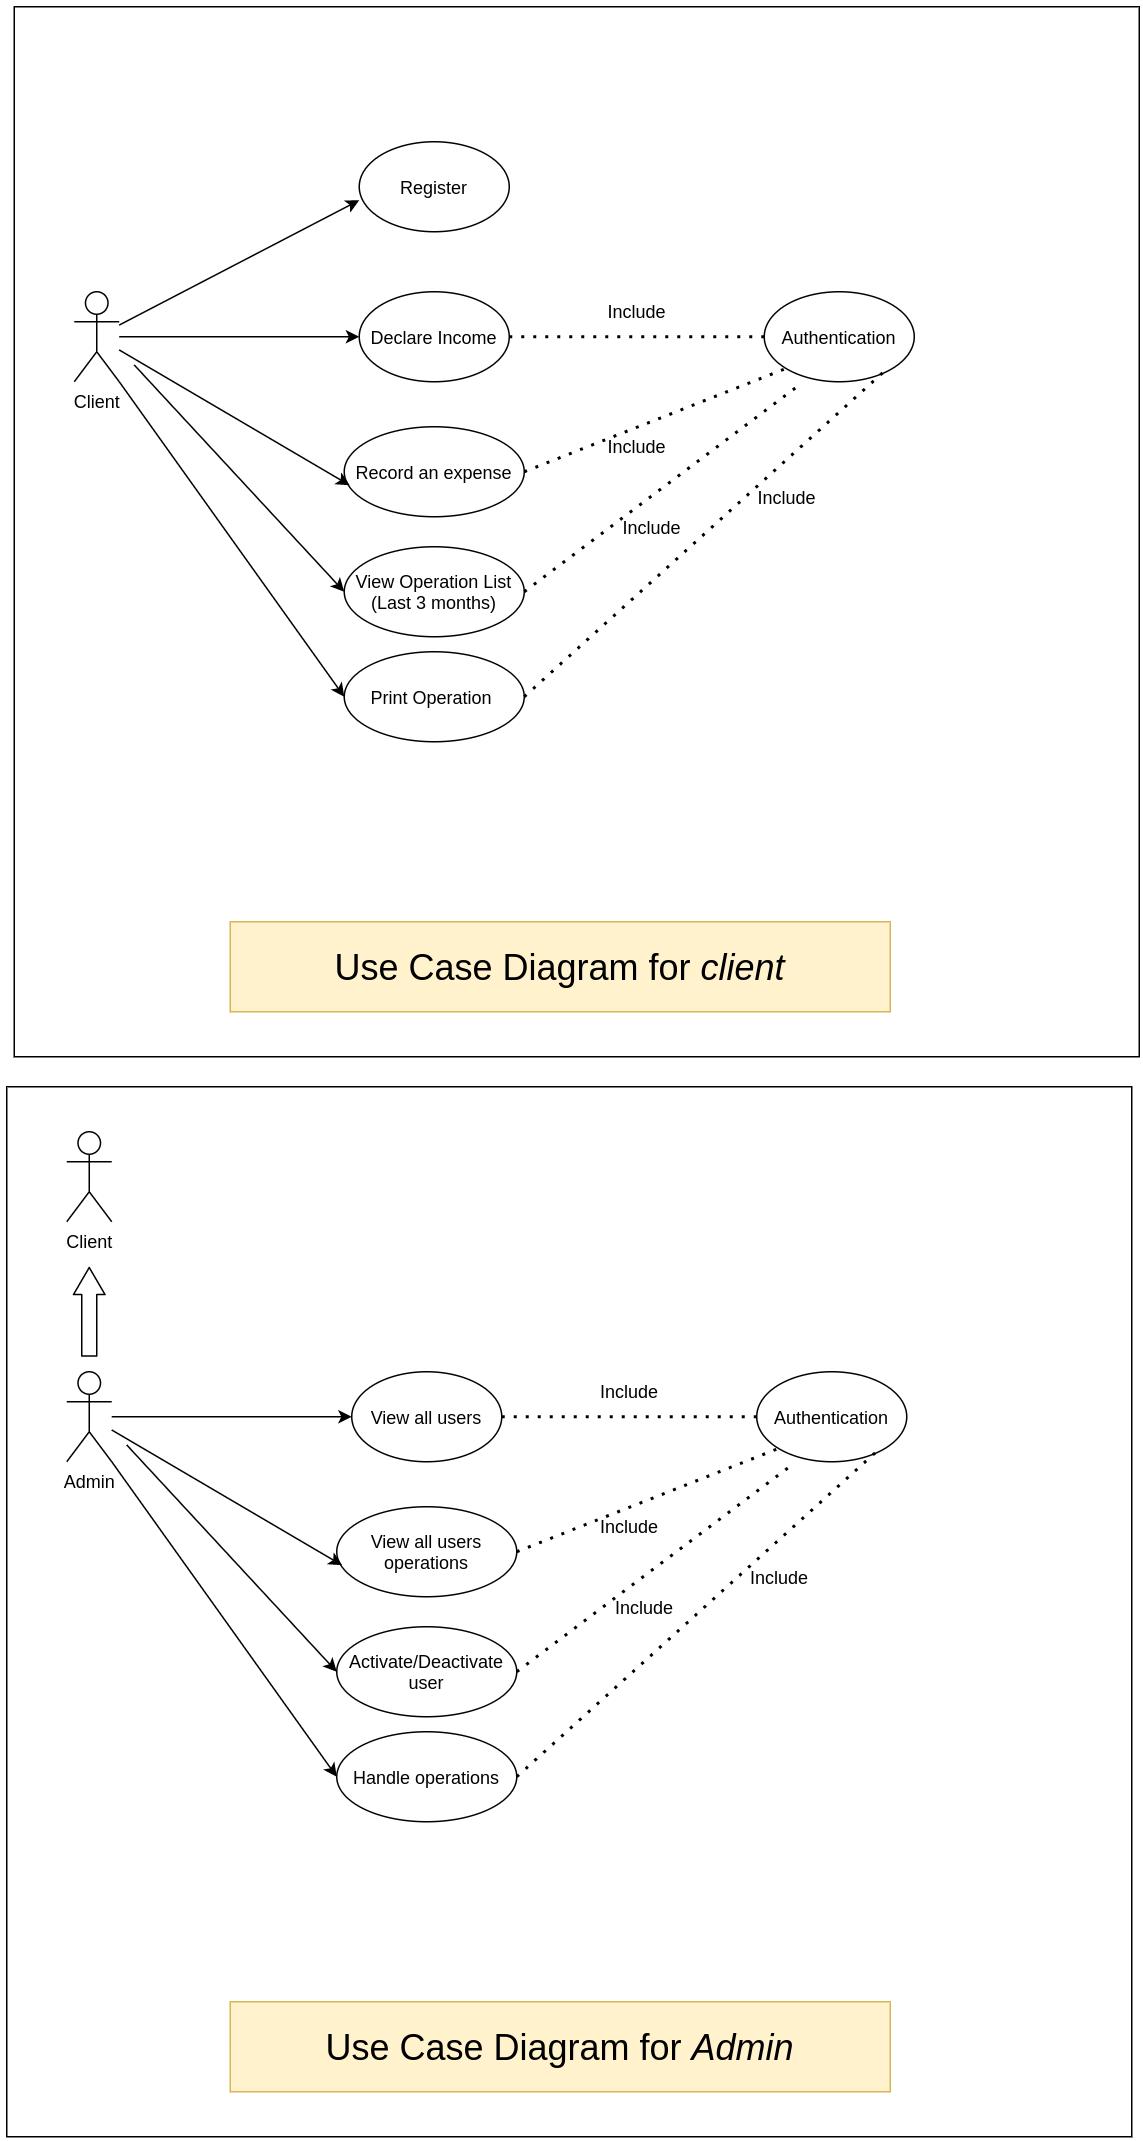 Register
Include
Client
Declare Income
Authentication
Include
Record an expense
Include
Include
View Operation List
(Last 3 months)
Print Operation
Use Case Diagram for client
Client
Admin
Include
View all users
Authentication
Include
View all users
operations
Include
Include
Activate/Deactivate
user
Handle operations
Use Case Diagram for Admin